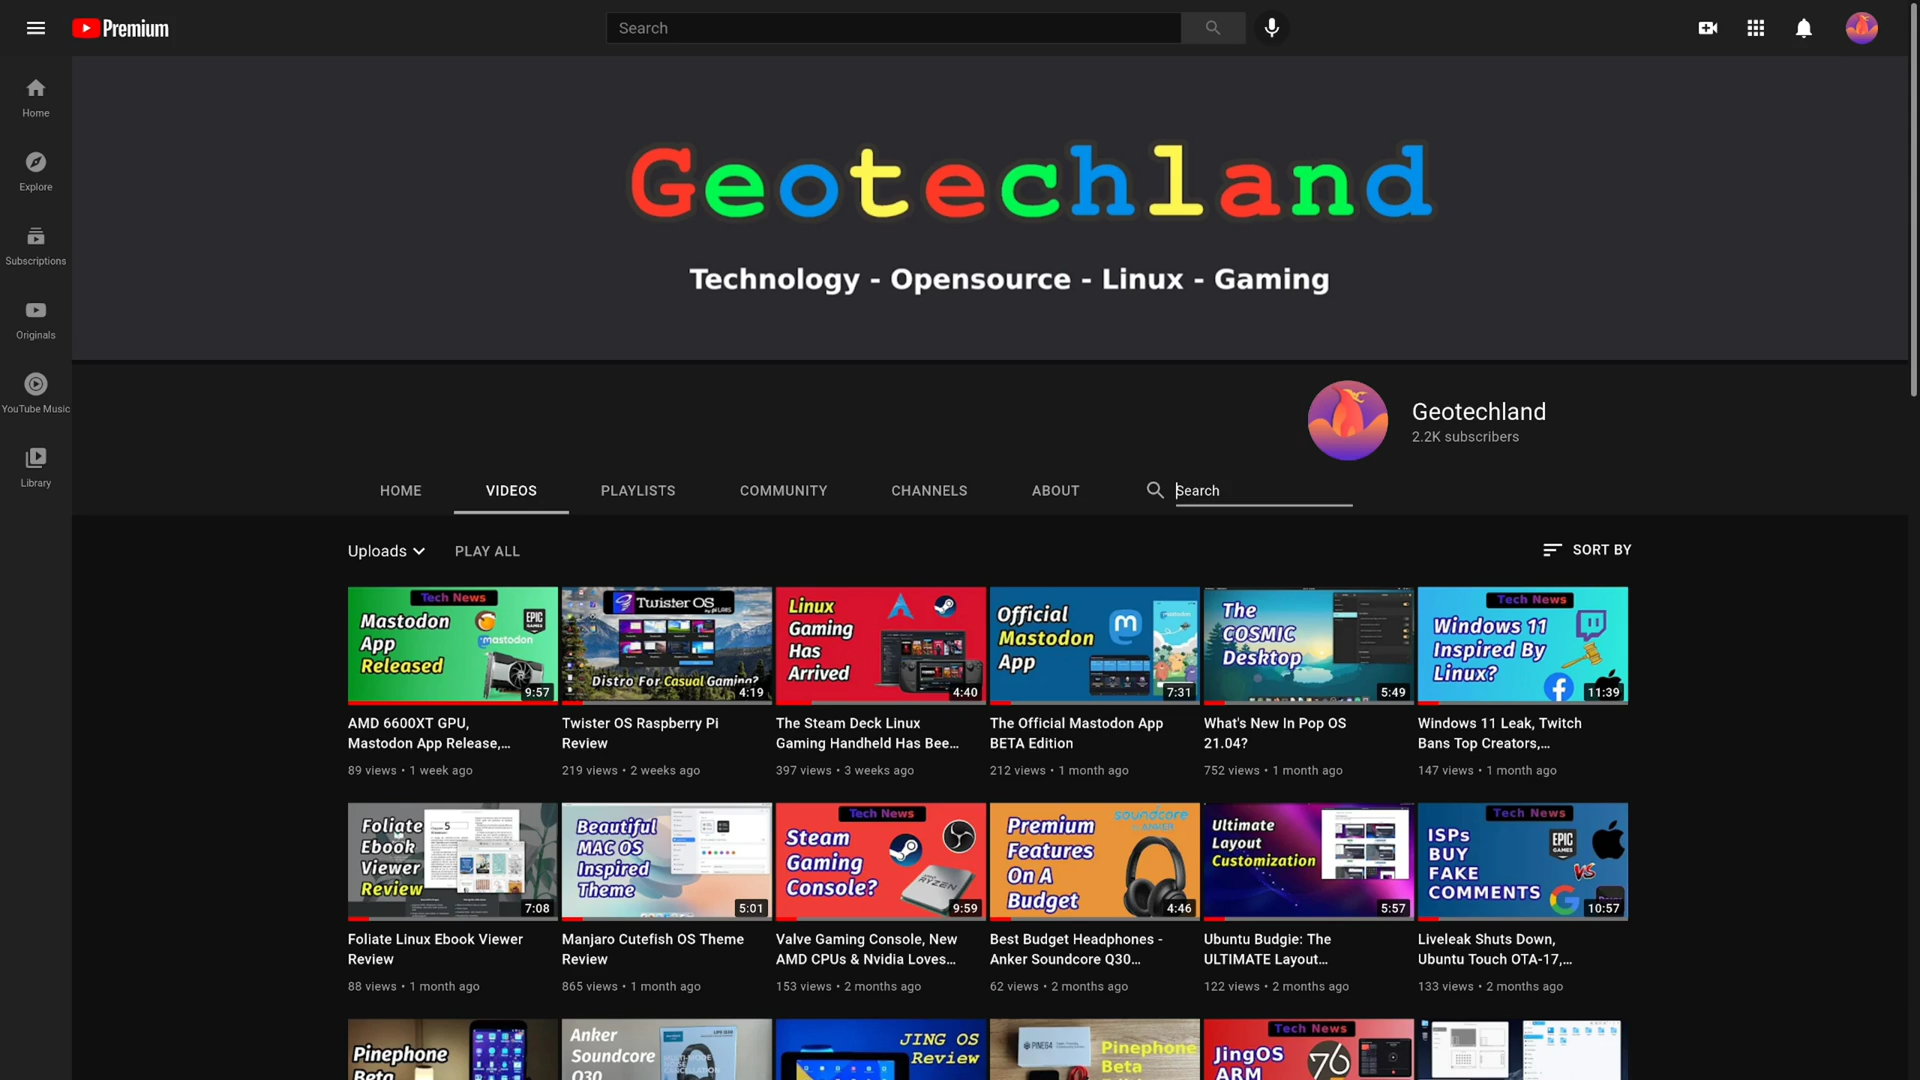 Premium
Search
Home
Explore
Subscriptions
Originals
YouTube Music
Library
Geotechland
Technology - Opensource - Linux - Gaming
Geotechland
2.2K subscribers
HOME
VIDEOS
PLAYLISTS
COMMUNITY
CHANNELS
ABOUT
Search
Uploads
PLAY ALL
SORT BY
Tech News
Mastodon
App
Released
EPIC
GAMES
mastodon
9:57
Twister OS
Distro For Casual Gaming?
4:19
Linux
Gaming
Has
Arrived
4:40
Official
Mastodon
App
7:31
The
COSMIC
Desktop
5:49
Tech News
Windows 11
Inspired By
Linux?
11:39
AMD 6600XT GPU,
Mastodon App Release,...
89 views • 1 week ago
Twister OS Raspberry Pi
Review
219 views • 2 weeks ago
The Steam Deck Linux
Gaming Handheld Has Bee...
397 views • 3 weeks ago
The Official Mastodon App
BETA Edition
212 views • 1 month ago
What's New In Pop OS
21.04?
752 views • 1 month ago
Windows 11 Leak, Twitch
Bans Top Creators,...
147 views • 1 month ago
Foliate
Ebook
Viewer
Review
7:08
Beautiful
MAC OS
Inspired
Theme
5:01
Tech News
Steam
Gaming
Console?
RYZEN
9:59
soundcore
Premium
Features
On A
Budget
4:46
Ultimate
Layout
Customization
5:57
Tech News
ISPs
BUY
FAKE
COMMENTS
EPIC
GAMES
VS
10:57
Foliate Linux Ebook Viewer
Review
88 views • 1 month ago
Manjaro Cutefish OS Theme
Review
865 views • 1 month ago
Valve Gaming Console, New
AMD CPUs & Nvidia Loves...
153 views • 2 months ago
Best Budget Headphones -
Anker Soundcore Q30...
62 views • 2 months ago
Ubuntu Budgie: The
ULTIMATE Layout...
122 views • 2 months ago
Liveleak Shuts Down,
Ubuntu Touch OTA-17,...
133 views • 2 months ago
Pinephone
Beta
Anker
Soundcore
Q30
JING OS
Review
PINE64
Pinephone
Beta
Tech News
JingOS
ARM
76